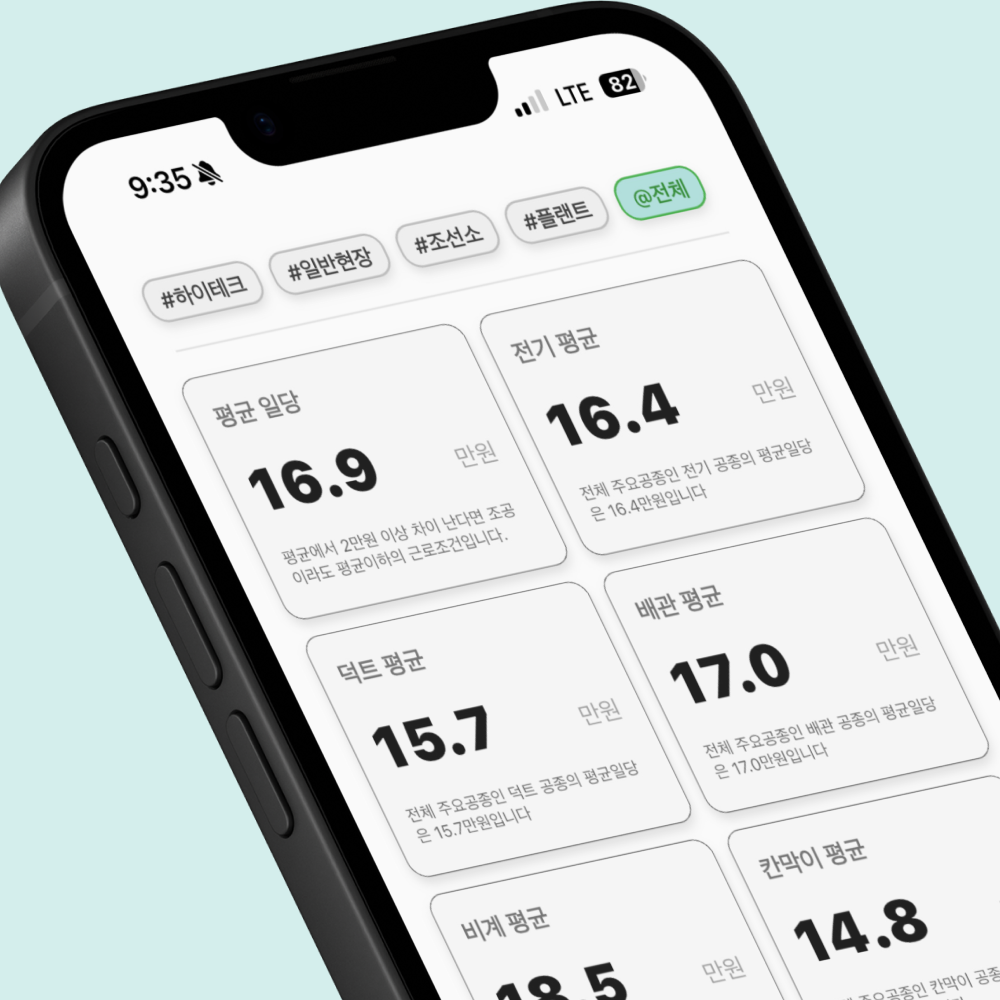 9:35
LTE 82
#하이테크 #일반현장 #조선소 #플랜트 @전체
평균 일당
16.9 만원
평균에서 2만원 이상 차이 난다면 조공
이라도 평균이하의 근로조건입니다.
전기 평균
16.4 만원
전체 주요공종인 전기 공종의 평균일당
은 16.4만원입니다
덕트 평균
15.7 만원
전체 주요공종인 덕트 공종의 평균일당
은 15.7만원입니다
배관 평균
17.0 만원
전체 주요공종인 배관 공종의 평균일당
은 17.0만원입니다
비계 평균
18.5 만원
칸막이 평균
14.8
주요공종인 칸막이